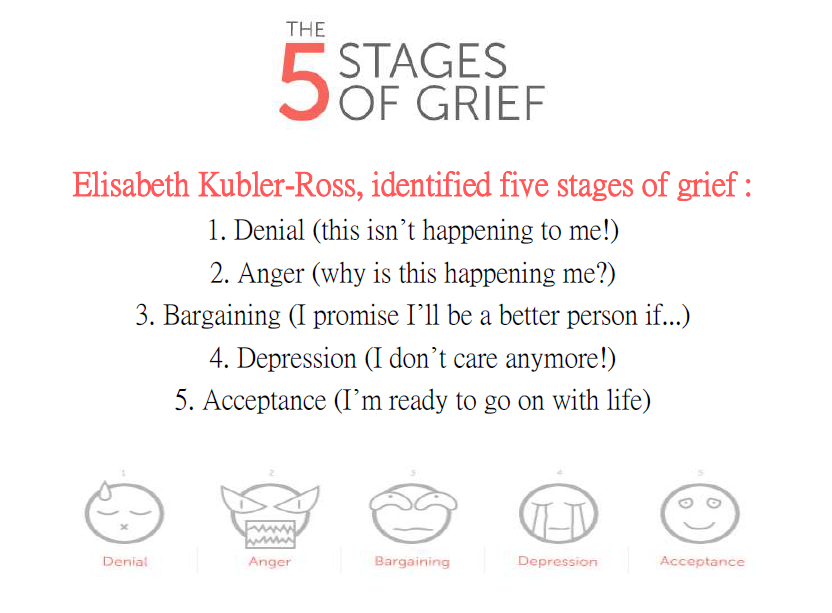 THE
5 STAGES
OF GRIEF
Elisabeth Kubler-Ross, identified five stages of grief :
1. Denial (this isn’t happening to me!)
2. Anger (why is this happening me?)
3. Bargaining (I promise I’ll be a better person if...)
4. Depression (I don’t care anymore!)
5. Acceptance (I’m ready to go on with life)
1 2 3 4 5
Denial Anger Bargaining Depression Acceptance